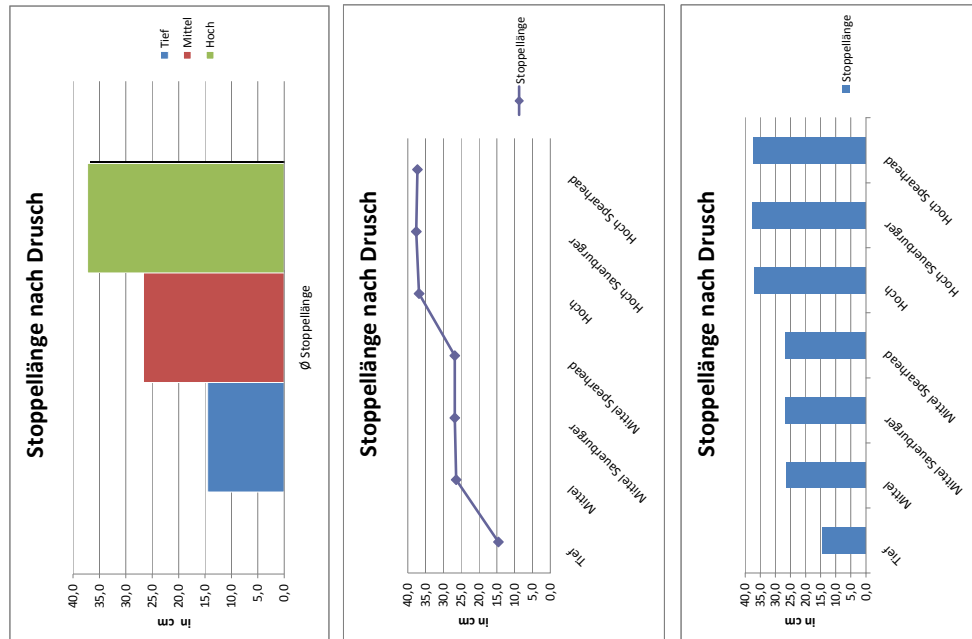 Stoppellänge nach Drusch
in cm
40,0
35,0
30,0
25,0
20,0
15,0
10,0
5,0
0,0
Ø Stoppellänge
Tief
Mittel
Hoch
Stoppellänge nach Drusch
in cm
40,0
35,0
30,0
25,0
20,0
15,0
10,0
5,0
0,0
Tief
Mittel
Mittel Sauerburger
Mittel Spearhead
Hoch
Hoch Sauerburger
Hoch Spearhead
Stoppellänge
Stoppellänge nach Drusch
in cm
40,0
35,0
30,0
25,0
20,0
15,0
10,0
5,0
0,0
Tief
Mittel
Mittel Sauerburger
Mittel Spearhead
Hoch
Hoch Sauerburger
Hoch Spearhead
Stoppellänge